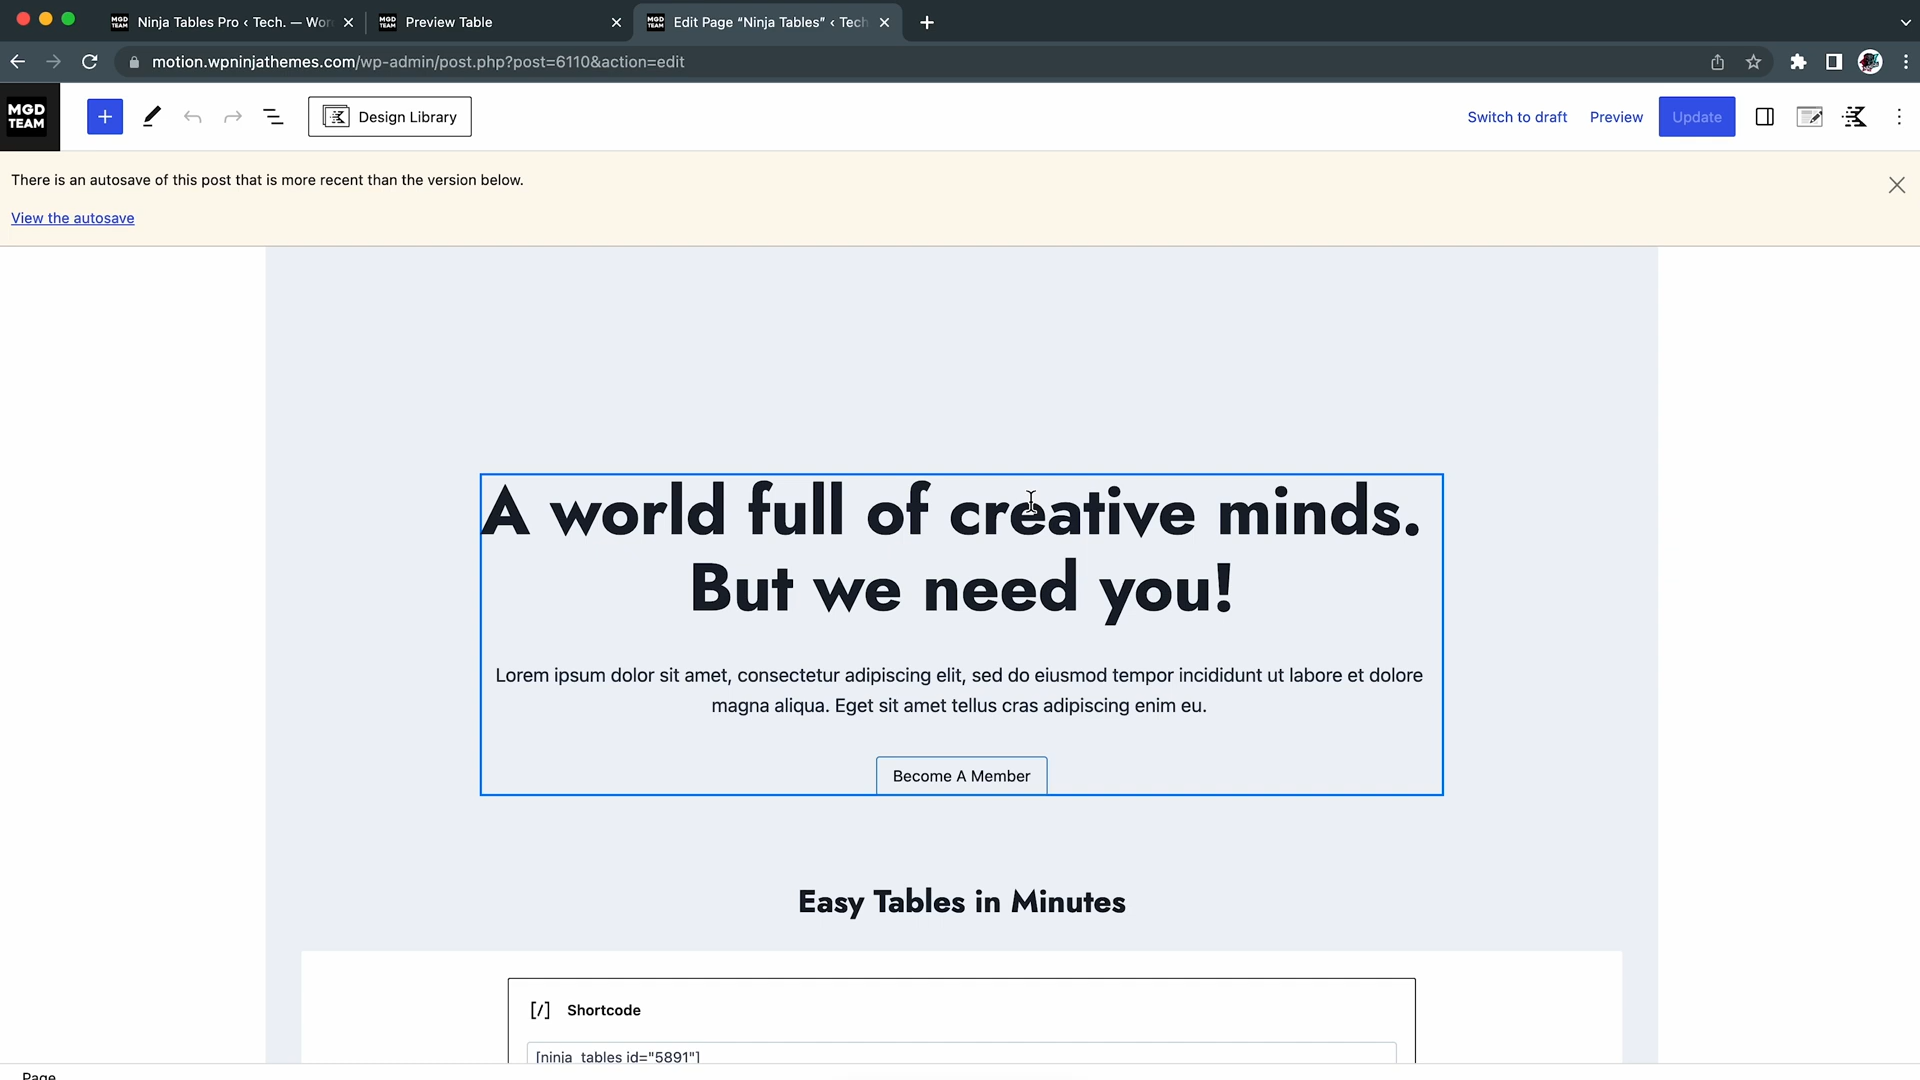 Ninja Tables Pro ‹ Tech. — Wor
Preview Table
Edit Page “Ninja Tables” ‹ Tech
motion.wpninjathemes.com/wp-admin/post.php?post=6110&action=edit
MGD
TEAM
Design Library
Switch to draft
Preview
Update
There is an autosave of this post that is more recent than the version below.
View the autosave
A world full of creative minds.
But we need you!
Lorem ipsum dolor sit amet, consectetur adipiscing elit, sed do eiusmod tempor incididunt ut labore et dolore
magna aliqua. Eget sit amet tellus cras adipiscing enim eu.
Become A Member
Easy Tables in Minutes
[/] Shortcode
[ninja_tables id="5891"]
Page